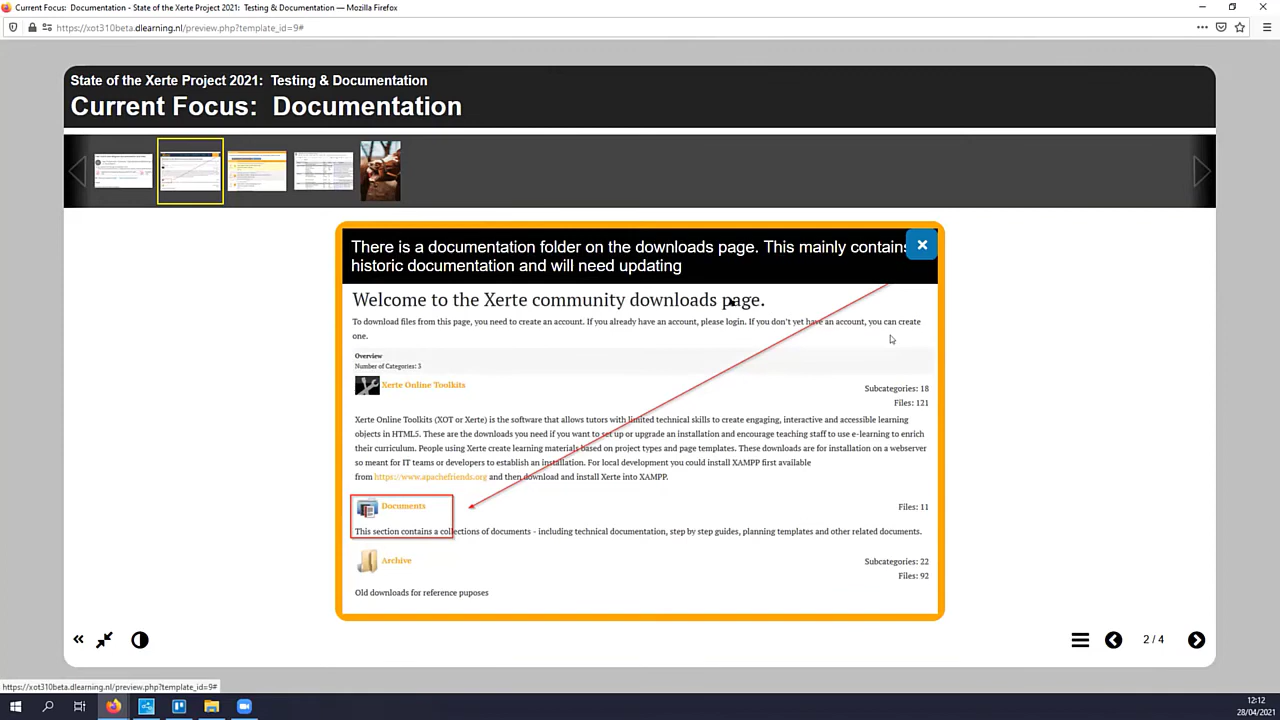 Current Focus:  Documentation - State of the Xerte Project 2021:  Testing & Documentation — Mozilla Firefox
https://xot310beta.dlearning.nl/preview.php?template_id=9#
State of the Xerte Project 2021:  Testing & Documentation
Current Focus:  Documentation
There is a documentation folder on the downloads page. This mainly contains
historic documentation and will need updating
Welcome to the Xerte community downloads page.
To download files from this page, you need to create an account. If you already have an account, please login. If you don't yet have an account, you can create
one.
Overview
Number of Categories: 3
Xerte Online Toolkits
Subcategories: 18
Files: 121
Xerte Online Toolkits (XOT or Xerte) is the software that allows tutors with limited technical skills to create engaging, interactive and accessible learning
objects in HTML5. These are the downloads you need if you want to set up or upgrade an installation and encourage teaching staff to use e-learning to enrich
their curriculum. People using Xerte create learning materials based on project types and page templates. These downloads are for installation on a webserver
so meant for IT teams or developers to establish an installation. For local development you could install XAMPP first available
from https://www.apachefriends.org and then download and install Xerte into XAMPP.
Documents
Files: 11
This section contains a collections of documents - including technical documentation, step by step guides, planning templates and other related documents.
Archive
Subcategories: 22
Files: 92
Old downloads for reference puposes
2 / 4
https://xot310beta.dlearning.nl/preview.php?template_id=9#
12:12
28/04/2021